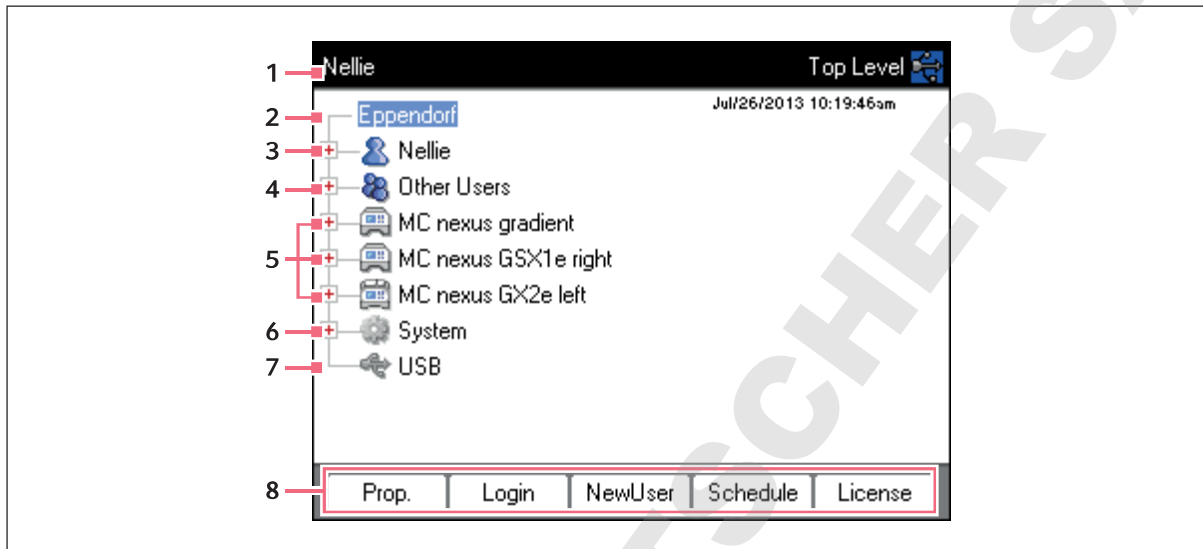 1 Nellie Top Level
Jul/26/2013 10:19:46am
2 Eppendorf
3 Nellie
4 Other Users
MC nexus gradient
5 MC nexus GSX1e right
MC nexus GX2e left
6 System
7 USB
8 Prop. Login NewUser Schedule License
TSCHER S